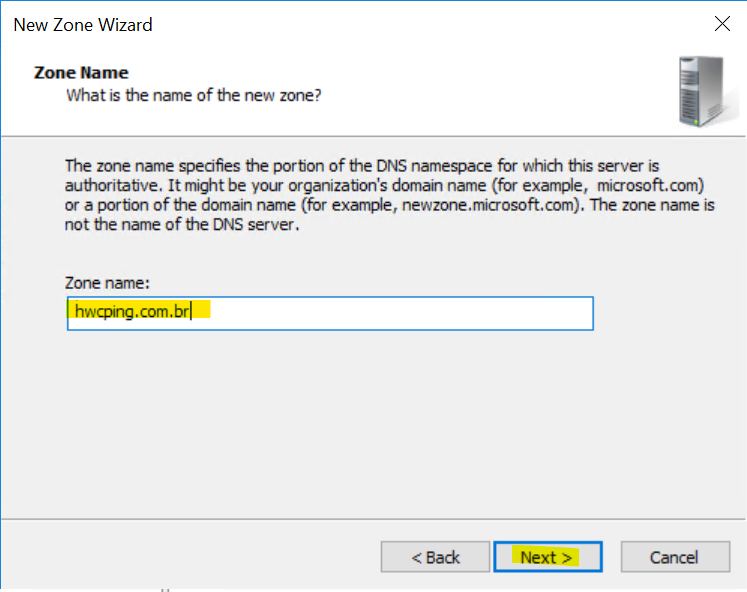 New Zone Wizard
Zone Name
What is the name of the new zone?
The zone name specifies the portion of the DNS namespace for which this server is
authoritative. It might be your organization's domain name (for example, microsoft.com)
or a portion of the domain name (for example, newzone.microsoft.com). The zone name is
not the name of the DNS server.
Zone name:
hwcping.com.br
< Back
Next >
Cancel